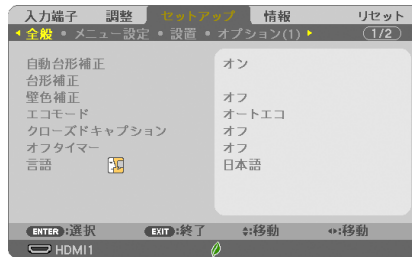 入力端子 調整 セットアップ 情報 リセット
全般 • メニュー設定 • 設置 • オプション(1) 1/2
自動台形補正 オン
台形補正
壁色補正 オフ
エコモード オートエコ
クローズドキャプション オフ
オフタイマー オフ
言語 日本語
ENTER:選択 EXIT:終了 :移動 :移動
HDMI1